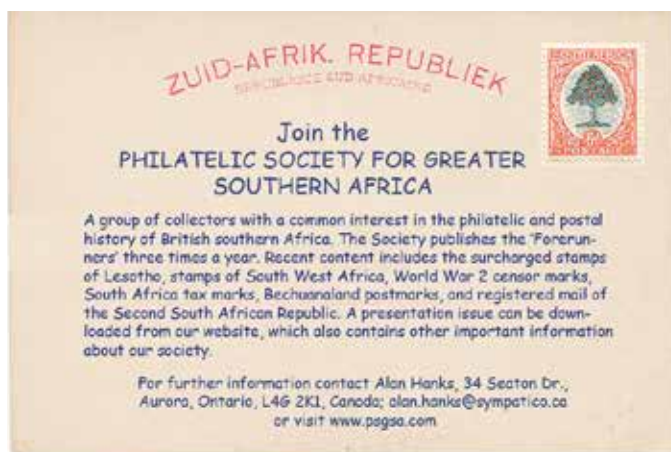 ZUID-AFRIK. REPUBLIEK
REPUBLIQUE SUD AFRICAINE
Join the
PHILATELIC SOCIETY FOR GREATER
SOUTHERN AFRICA
A group of collectors with a common interest in the philatelic and postal
history of British southern Africa. The Society publishes the 'Forerun-
ners' three times a year. Recent content includes the surcharged stamps
of Lesotho, stamps of South West Africa, World War 2 censor marks,
South Africa tax marks, Bechuanaland postmarks, and registered mail of
the Second South African Republic. A presentation issue can be down-
loaded from our website, which also contains other important information
about our society.
For further information contact Alan Hanks, 34 Seaton Dr.,
Aurora, Ontario, L4G 2K1, Canada; alan.hanks@sympatico.ca
or visit www.psgsa.com